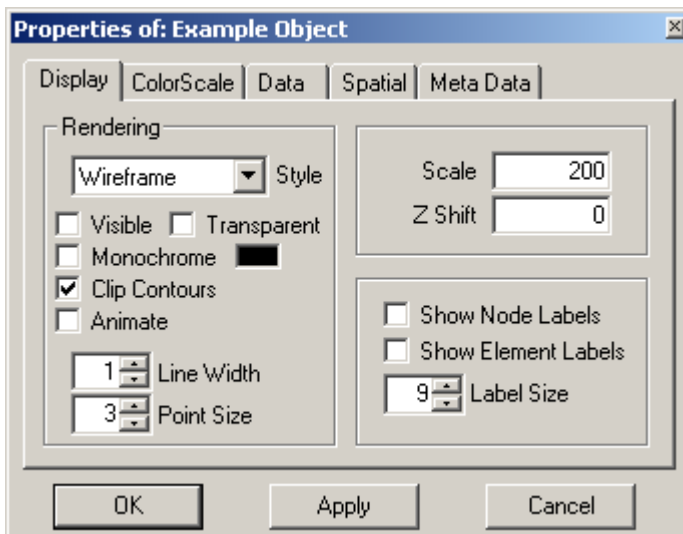 Properties of: Example Object
Display ColorScale Data Spatial Meta Data
Rendering
Wireframe Style
Visible Transparent
Monochrome
Clip Contours
Animate
1 Line Width
3 Point Size
Scale 200
Z Shift 0
Show Node Labels
Show Element Labels
9 Label Size
OK Apply Cancel